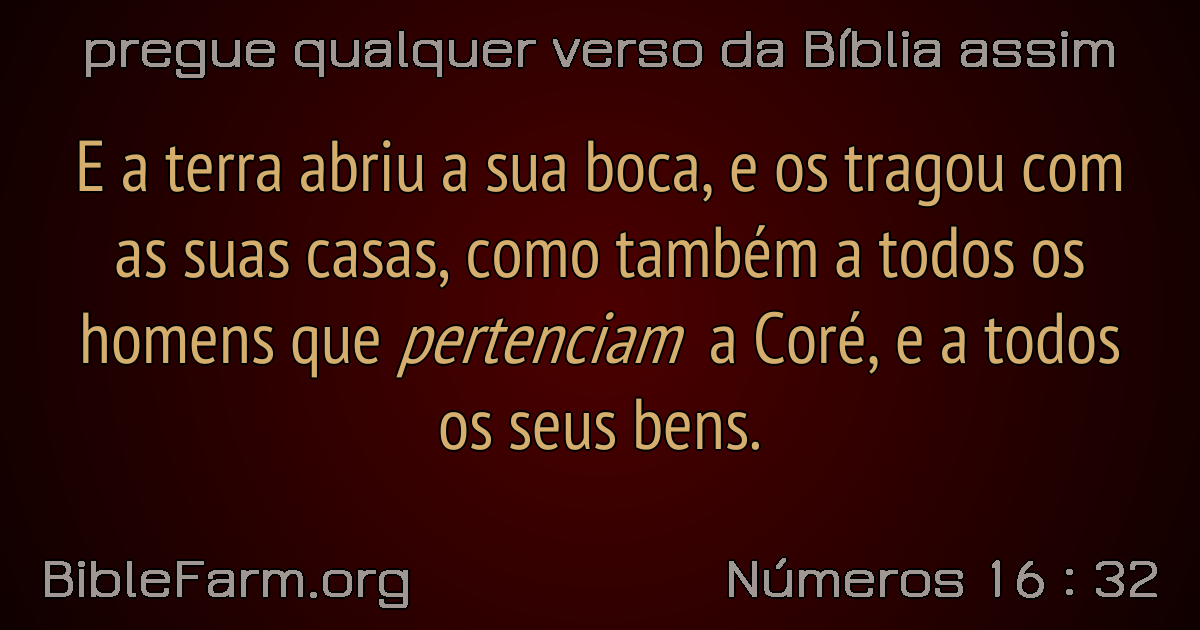 pregue qualquer verso da Bíblia assim
E a terra abriu a sua boca, e os tragou com
as suas casas, como também a todos os
homens que pertenciam a Coré, e a todos
os seus bens.
BibleFarm.org
Números 16 : 32